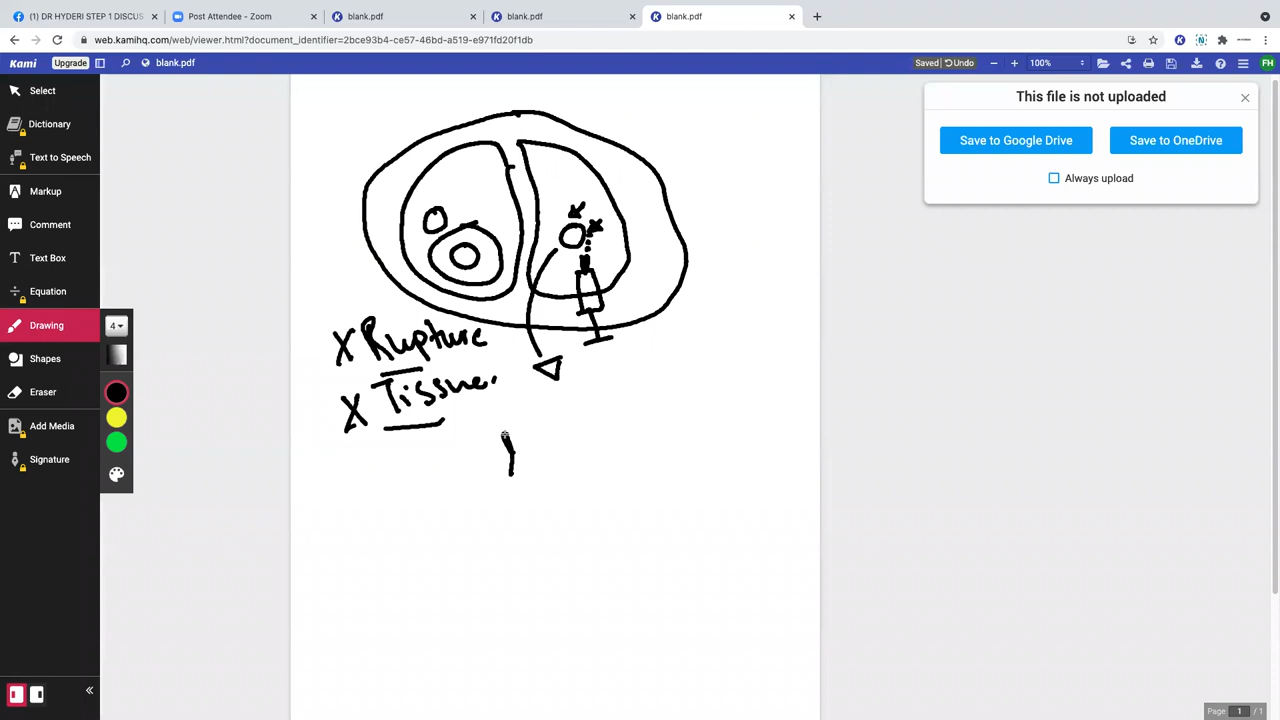 (1) DR HYDERI STEP 1 DISCUS
Post Attendee - Zoom
blank.pdf
blank.pdf
blank.pdf
web.kamihq.com/web/viewer.html?document_identifier=2bce93b4-ce57-46bd-a519-e971fd20f1db
Kami Upgrade blank.pdf Saved Undo 100% FH
Select
Dictionary
Text to Speech
Markup
Comment
Text Box
Equation
Drawing
Shapes
Eraser
Add Media
Signature
4
This file is not uploaded
Save to Google Drive Save to OneDrive
Always upload
X Rupture
X Tissue.
Page 1 / 1